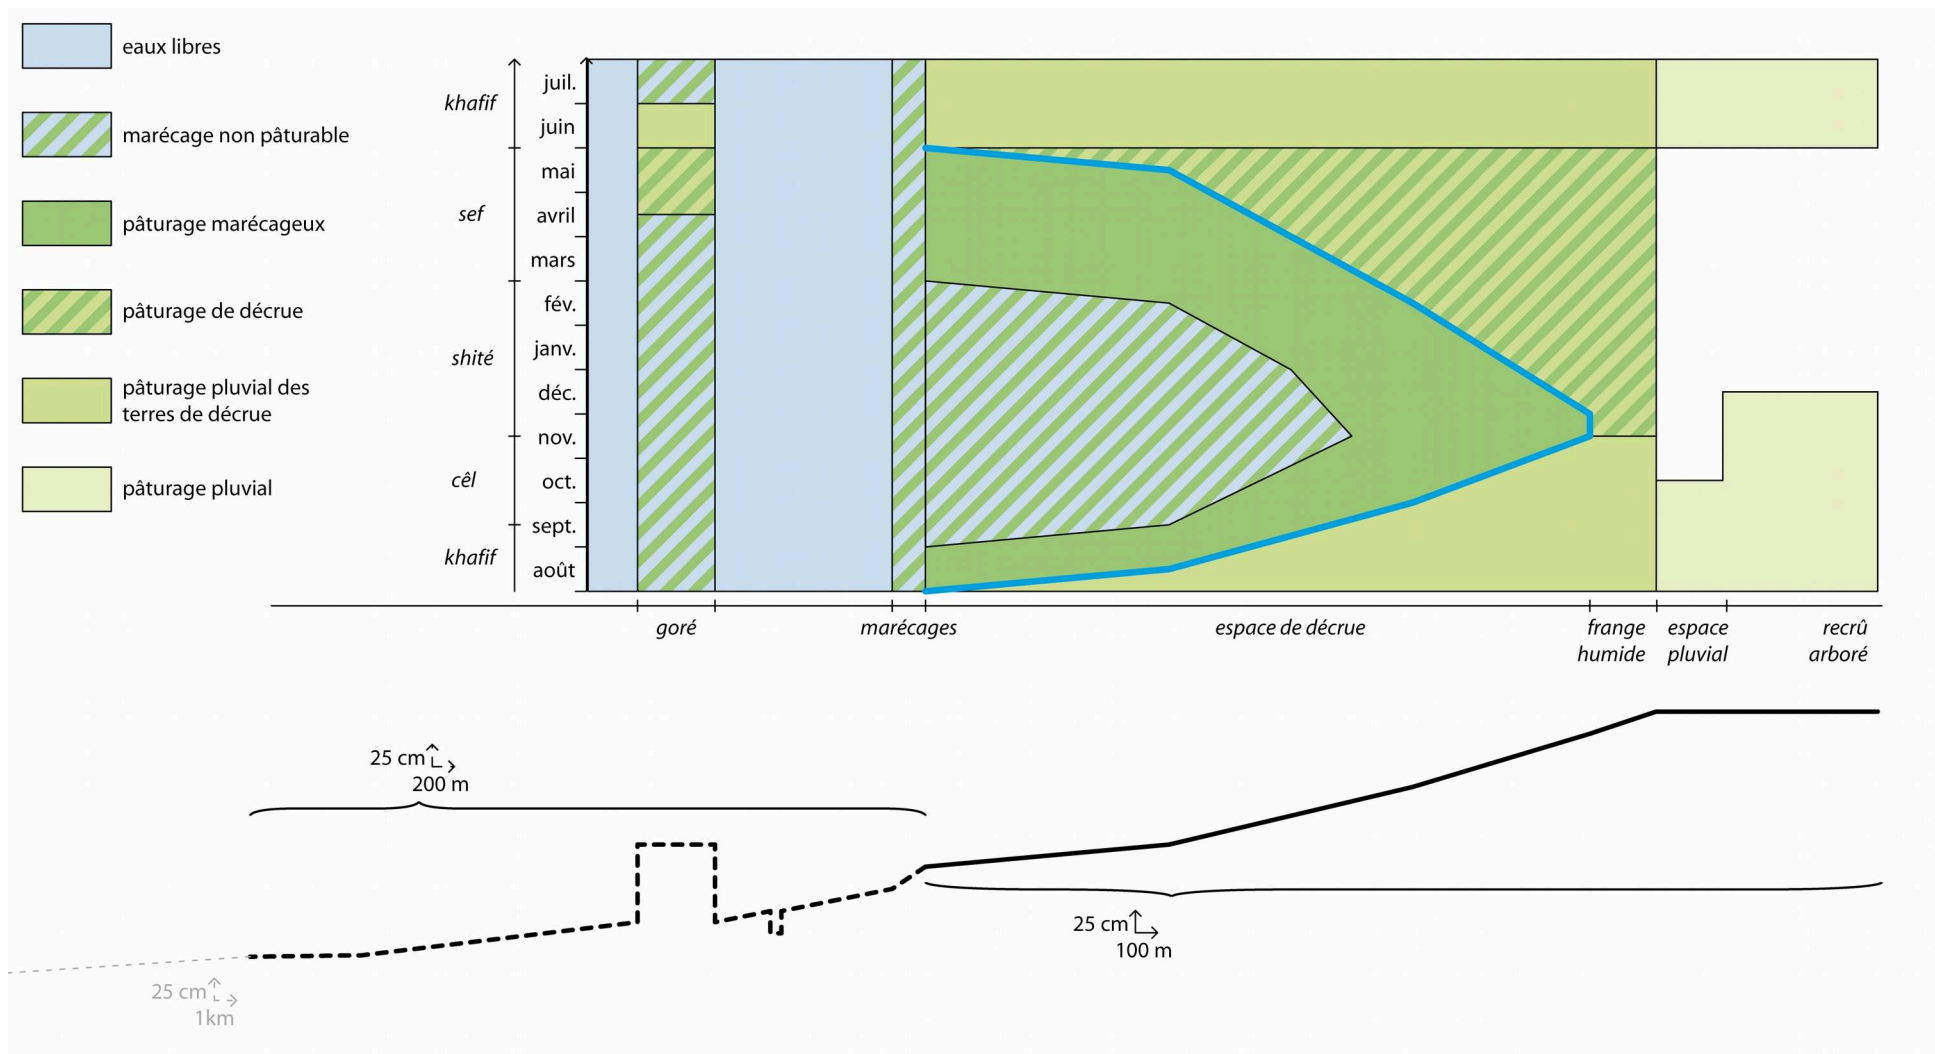 eaux libres
marécage non pâturable
pâturage marécageux
pâturage de décrue
pâturage pluvial des
terres de décrue
pâturage pluvial
khafif
sef
shité
cêl
khafif
juil.
juin
mai
avril
mars
fév.
janv.
déc.
nov.
oct.
sept.
août
goré
marécages
espace de décrue
frange
humide
espace
pluvial
recrû
arboré
25 cm
200 m
25 cm
100 m
25 cm
1km